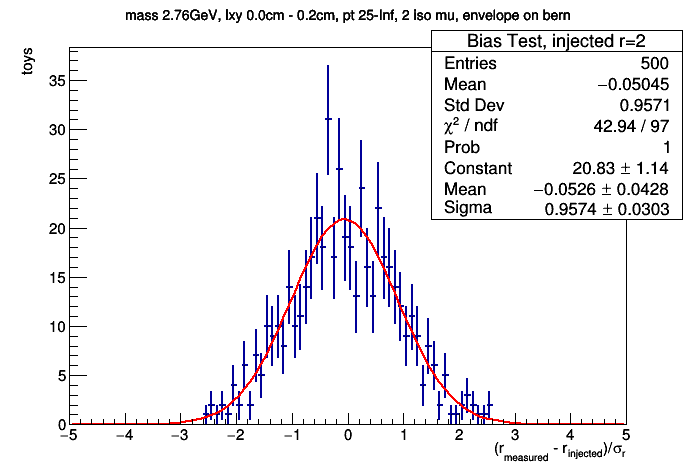 mass 2.76GeV, lxy 0.0cm - 0.2cm, pt 25-Inf, 2 iso mu, envelope on bern
toys
Bias Test, injected r=2
Entries 500
Mean −0.05045
Std Dev 0.9571
χ² / ndf 42.94 / 97
Prob 1
Constant 20.83 ± 1.14
Mean −0.0526 ± 0.0428
Sigma 0.9574 ± 0.0303
35
30
25
20
15
10
5
0
−5 −4 −3 −2 −1 0 1 2 3 4 5
(r_measured - r_injected)/σ_r